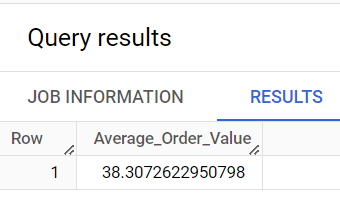 Query results
JOB INFORMATION RESULTS
Row Average_Order_Value
1 38.3072622950798